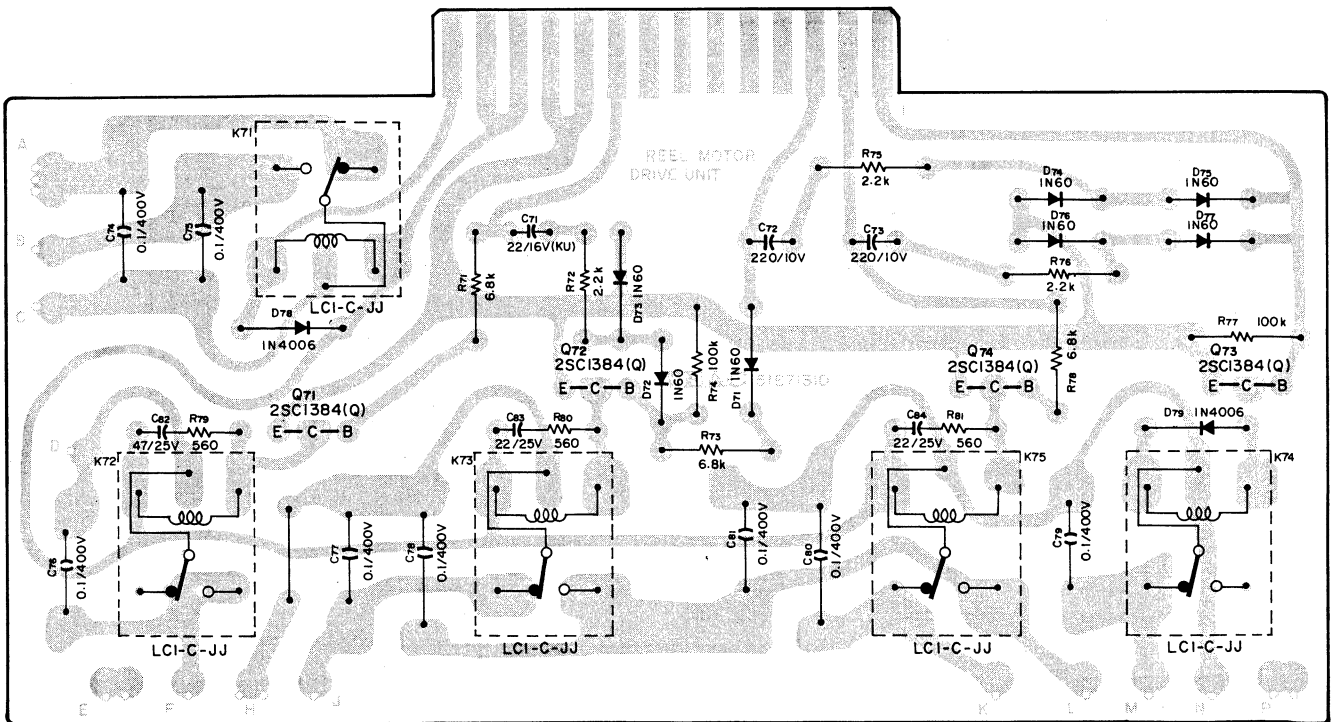 K71
A
REEL MOTOR
DRIVE UNIT
R75
2.2k
D74
1N60
D75
1N60
C74
0.1/400V
C75
0.1/400V
B
C71
22/16V(KU)
C72
220/10V
C73
220/10V
D76
1N60
D77
1N60
R71
6.8k
R72
2.2k
D73
1N60
R76
2.2k
C
LC1-C-JJ
D78
1N4006
R77 100k
Q72
2SC1384(Q)
E-C-B
D72
1N60
R74
100k
D71
1N60
Q74
2SC1384(Q)
E-C-B
R78
6.8k
Q73
2SC1384(Q)
E-C-B
Q71
2SC1384(Q)
E-C-B
C82 R79
47/25V 560
C83 R80
22/25V 560
C84 R81
22/25V 560
D79 1N4006
D
R73
6.8k
K72
K73
K75
K74
C76
0.1/400V
C77
0.1/400V
C78
0.1/400V
C81
0.1/400V
C80
0.1/400V
C79
0.1/400V
LC1-C-JJ
LC1-C-JJ
LC1-C-JJ
LC1-C-JJ
E F H J K L M N P